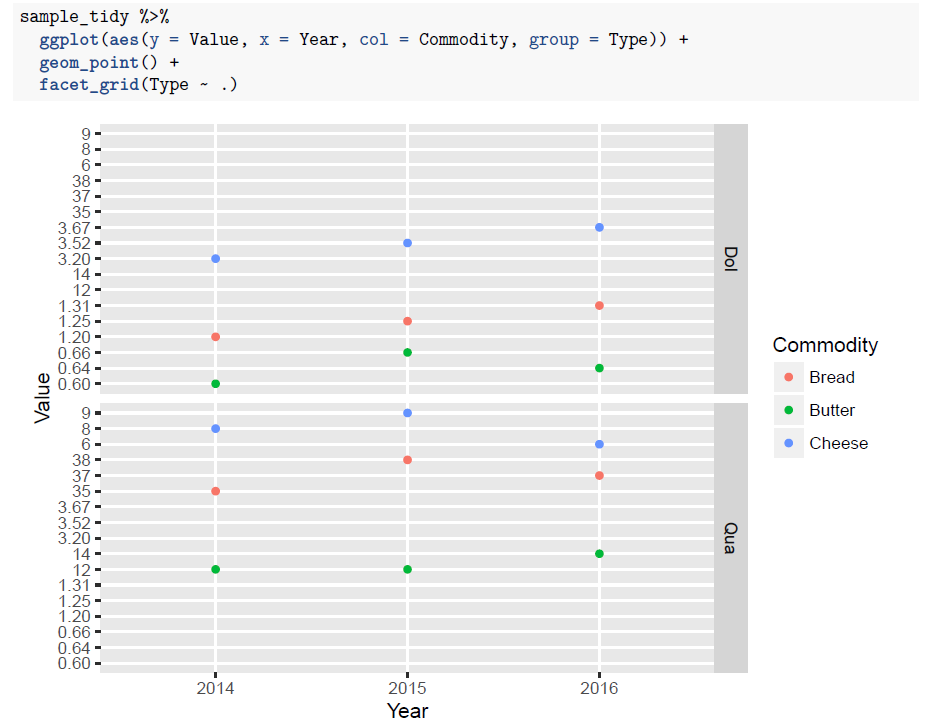 sample_tidy %>%
ggplot(aes(y = Value, x = Year, col = Commodity, group = Type)) +
geom_point() +
facet_grid(Type ~ .)
9
8
6
38
37
35
3.67
3.52
3.20
14
12
1.31
1.25
1.20
0.66
0.64
0.60
Dol
Value
9
8
6
38
37
35
3.67
3.52
3.20
14
12
1.31
1.25
1.20
0.66
0.64
0.60
Qua
2014 2015 2016
Year
Commodity
Bread
Butter
Cheese